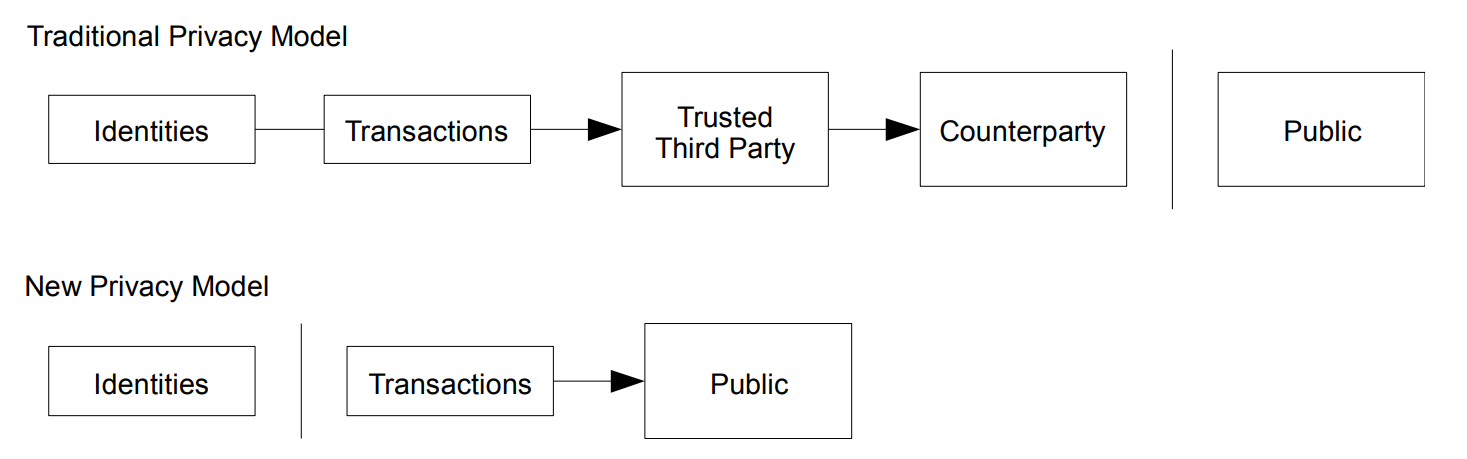 Traditional Privacy Model
Identities
Transactions
Trusted
Third Party
Counterparty
Public
New Privacy Model
Identities
Transactions
Public